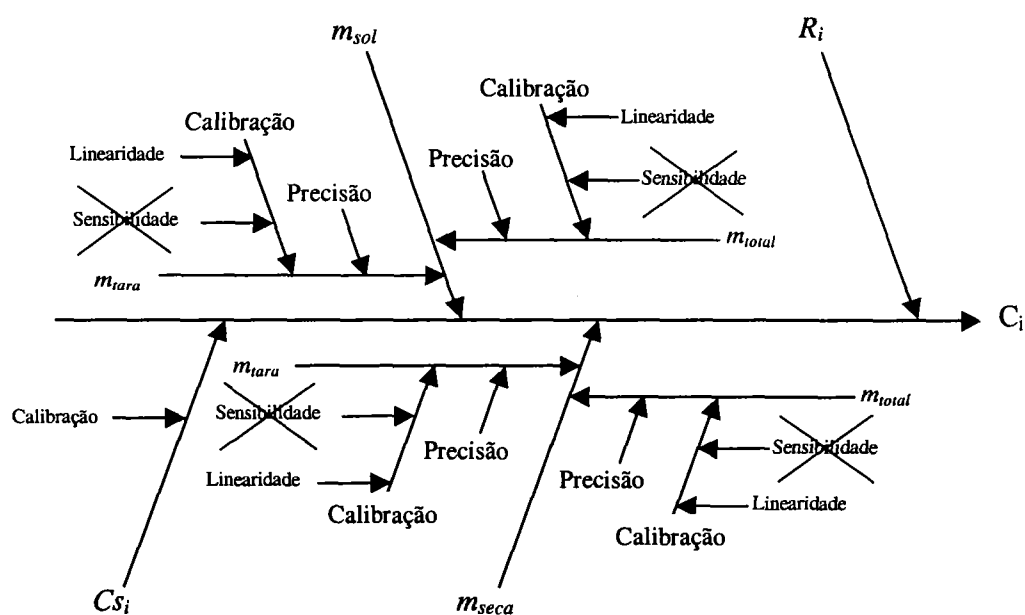 m_sol
R_i
Calibração
Linearidade
Calibração
Linearidade
Precisão
Sensibilidade
Precisão
Sensibilidade
m_total
m_tara
C_i
m_tara
m_total
Calibração
Sensibilidade
Precisão
Sensibilidade
Precisão
Linearidade
Linearidade
Calibração
Calibração
Cs_i
m_seca